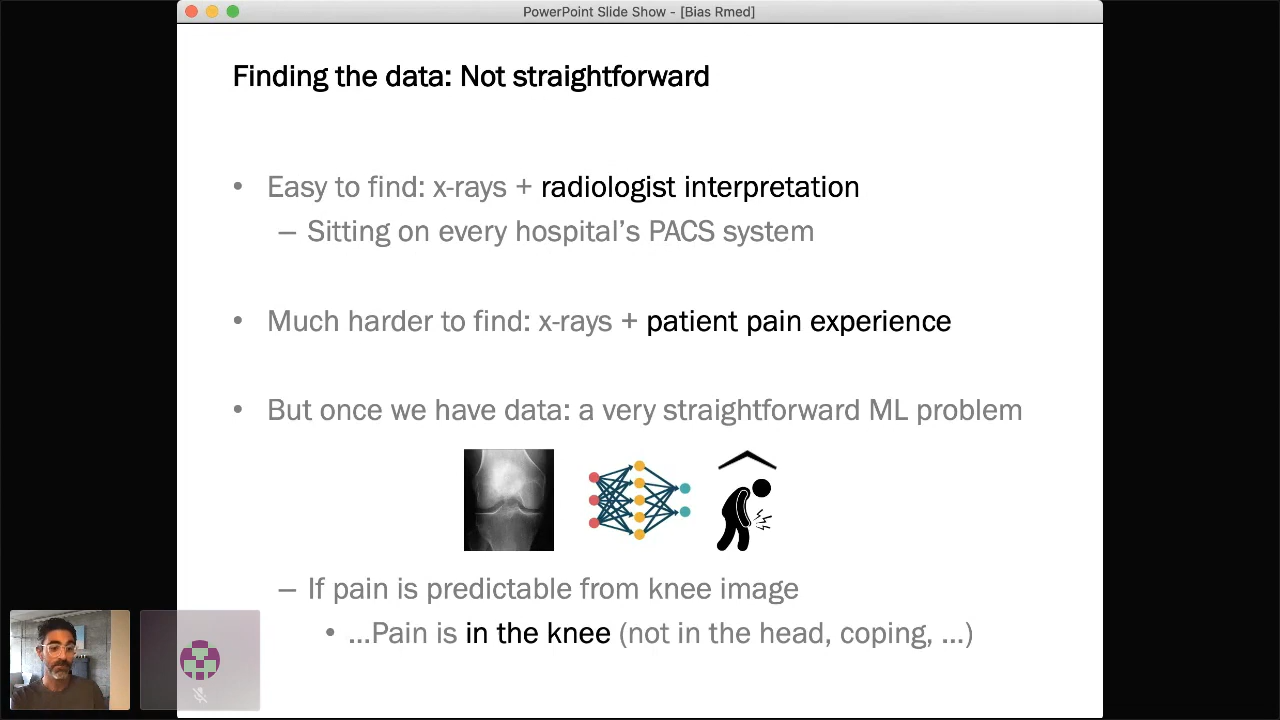 PowerPoint Slide Show - [Bias Rmed]
Finding the data: Not straightforward
• Easy to find: x-rays + radiologist interpretation
– Sitting on every hospital's PACS system
• Much harder to find: x-rays + patient pain experience
• But once we have data: a very straightforward ML problem
– If pain is predictable from knee image
• ...Pain is in the knee (not in the head, coping, ...)